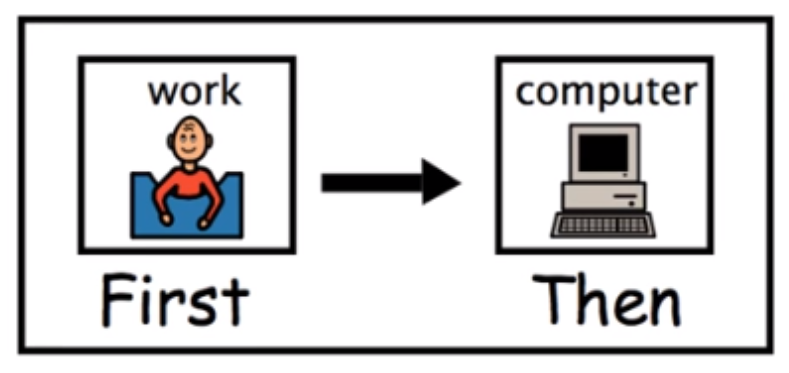 work
computer
First
Then